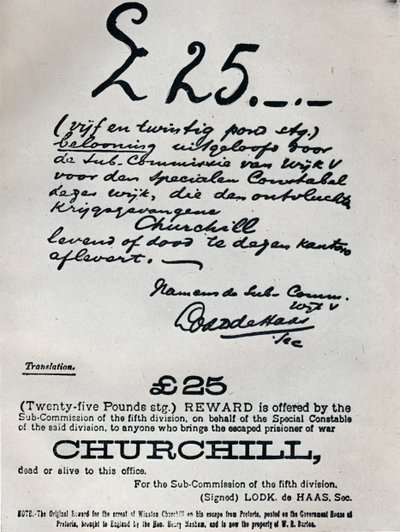 £ 25.-.-
(vijf en twintig pond stg.)
belooning uitgeloofd door
de Sub-Commissie van Wijk V
voor den specialen Constabel
dezes wijk, die den ontvluchte
Krijgsgevangene
Churchill
levend of dood te dezen kantore
aflevert. —
Namens de Sub-Comm.
Wijk V
Lodk de Haas
Sec
Translation.
£25
(Twenty-five Pounds stg.) REWARD is offered by the
Sub-Commission of the fifth division, on behalf of the Special Constable
of the said division, to anyone who brings the escaped prisoner of war
CHURCHILL,
dead or alive to this office.
For the Sub-Commission of the fifth division.
(Signed) LODK. de HAAS, Sec.
NOTE.-The Original Reward for the arrest of Winston Churchill on his escape from Pretoria, posted on the Government House at
Pretoria, brought to England by the Hon. Henry Masham, and is now the property of W. R. Burton.